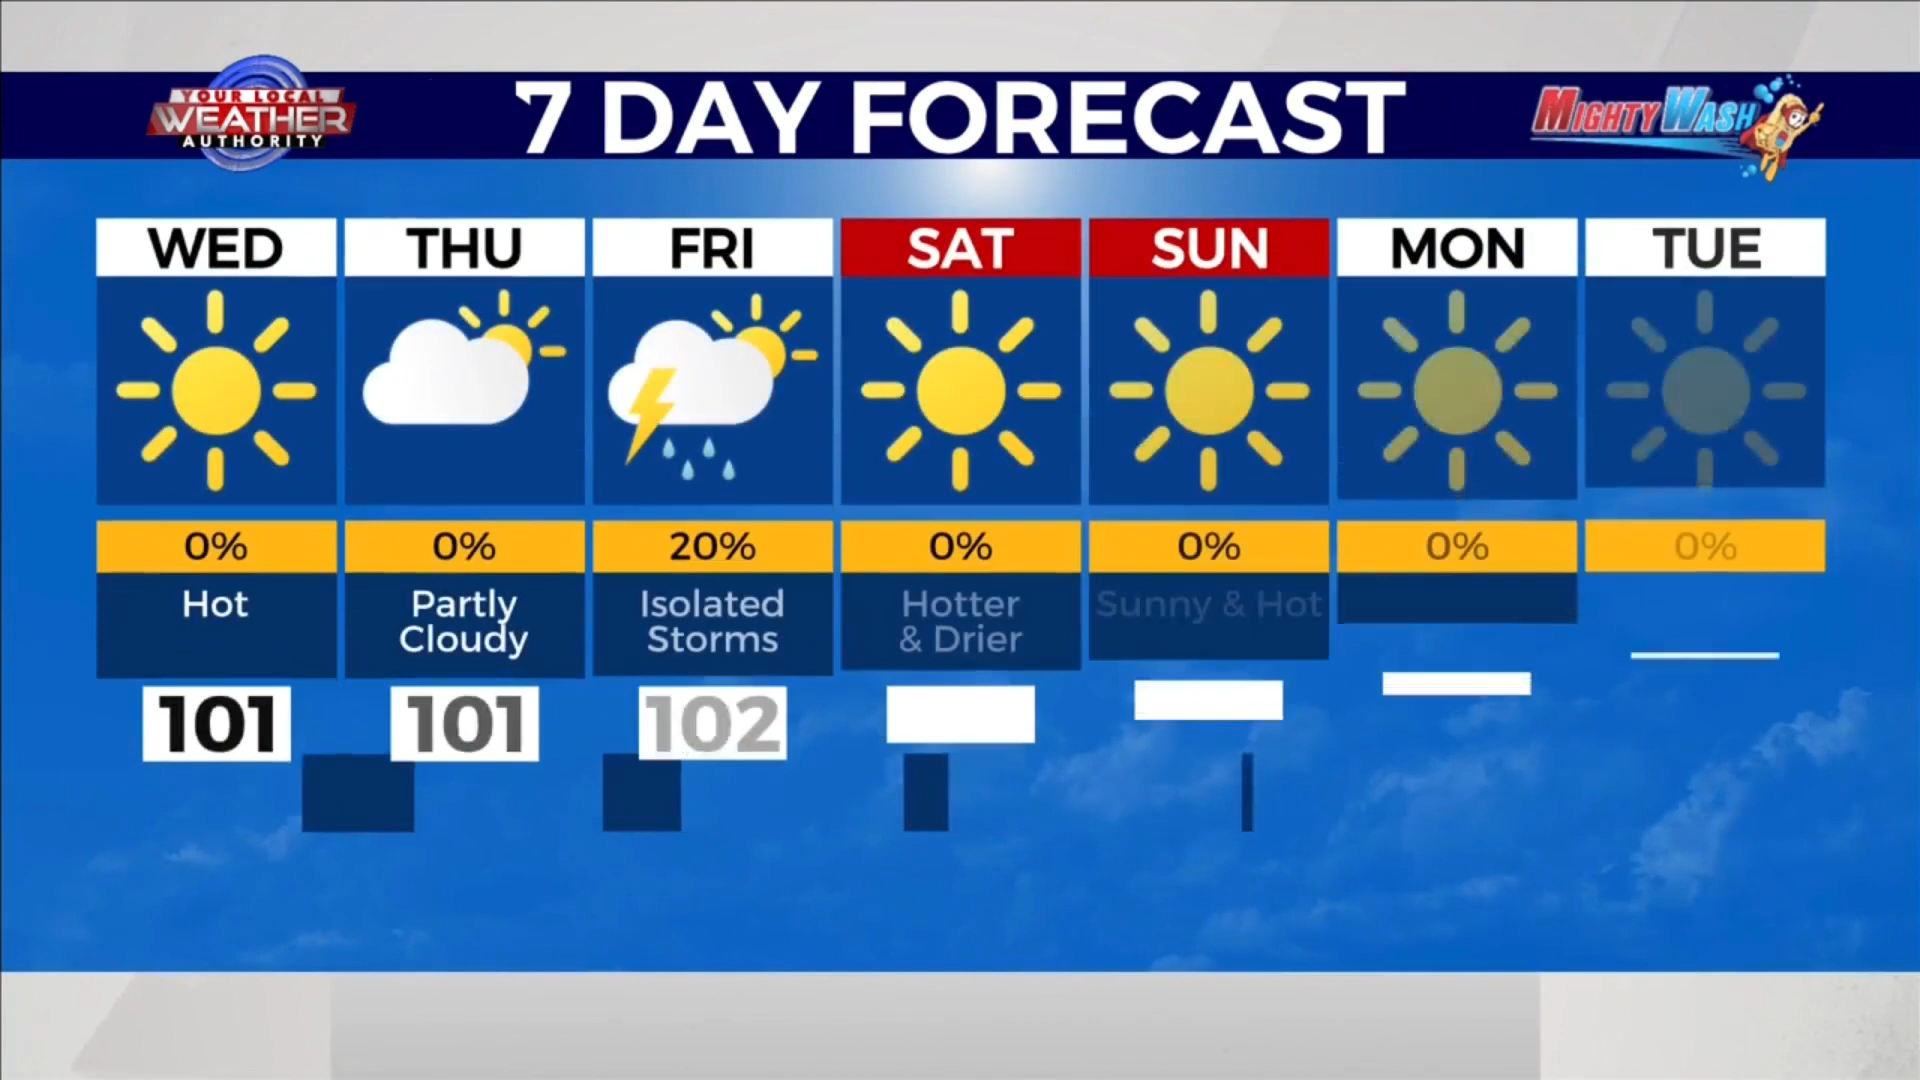 YOUR LOCAL
WEATHER
AUTHORITY
7 DAY FORECAST
MIGHTY WASH
WED
THU
FRI
SAT
SUN
MON
TUE
0%
0%
20%
0%
0%
0%
0%
Hot
Partly
Cloudy
Isolated
Storms
Hotter
& Drier
Sunny & Hot
101
101
102